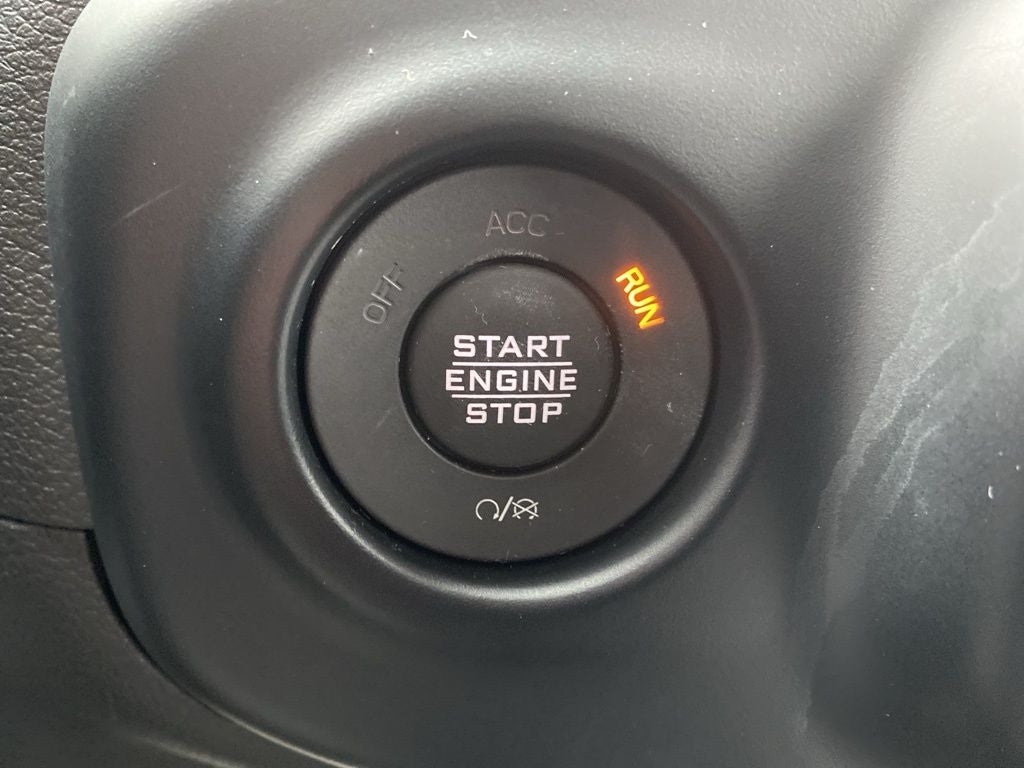 OFF
ACC
RUN
START
ENGINE
STOP